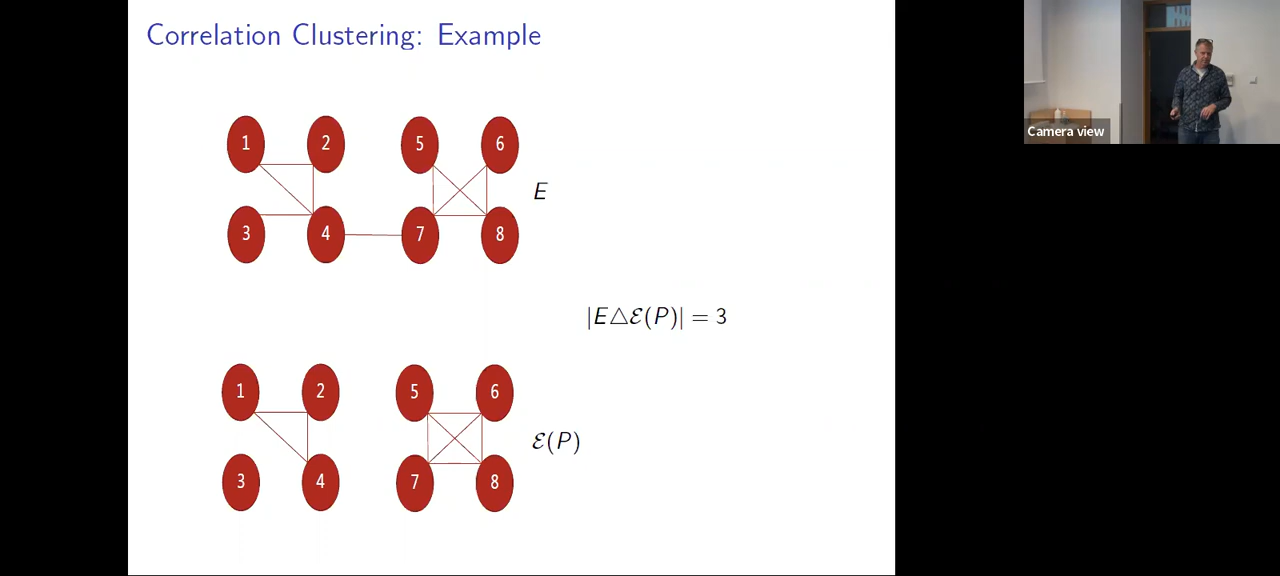 Correlation Clustering: Example
Camera view
1 2 5 6
E
3 4 7 8
|E△ℰ(P)| = 3
1 2 5 6
ℰ(P)
3 4 7 8